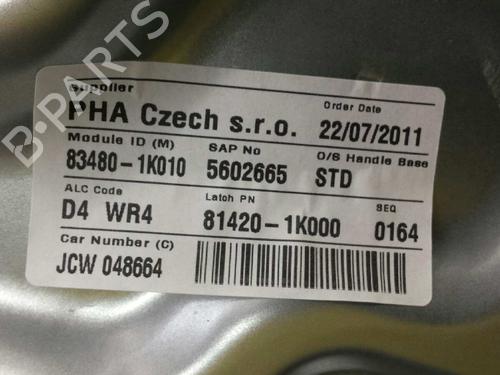 Supplier
PHA Czech s.r.o.
Order Date
22/07/2011
Module ID (M)
SAP No
O/S Handle Base
83480-1K010
5602665
STD
ALC Code
Latch PN
SEQ
D4 WR4
81420-1K000
0164
Car Number (C)
JCW 048664
B-PARTS